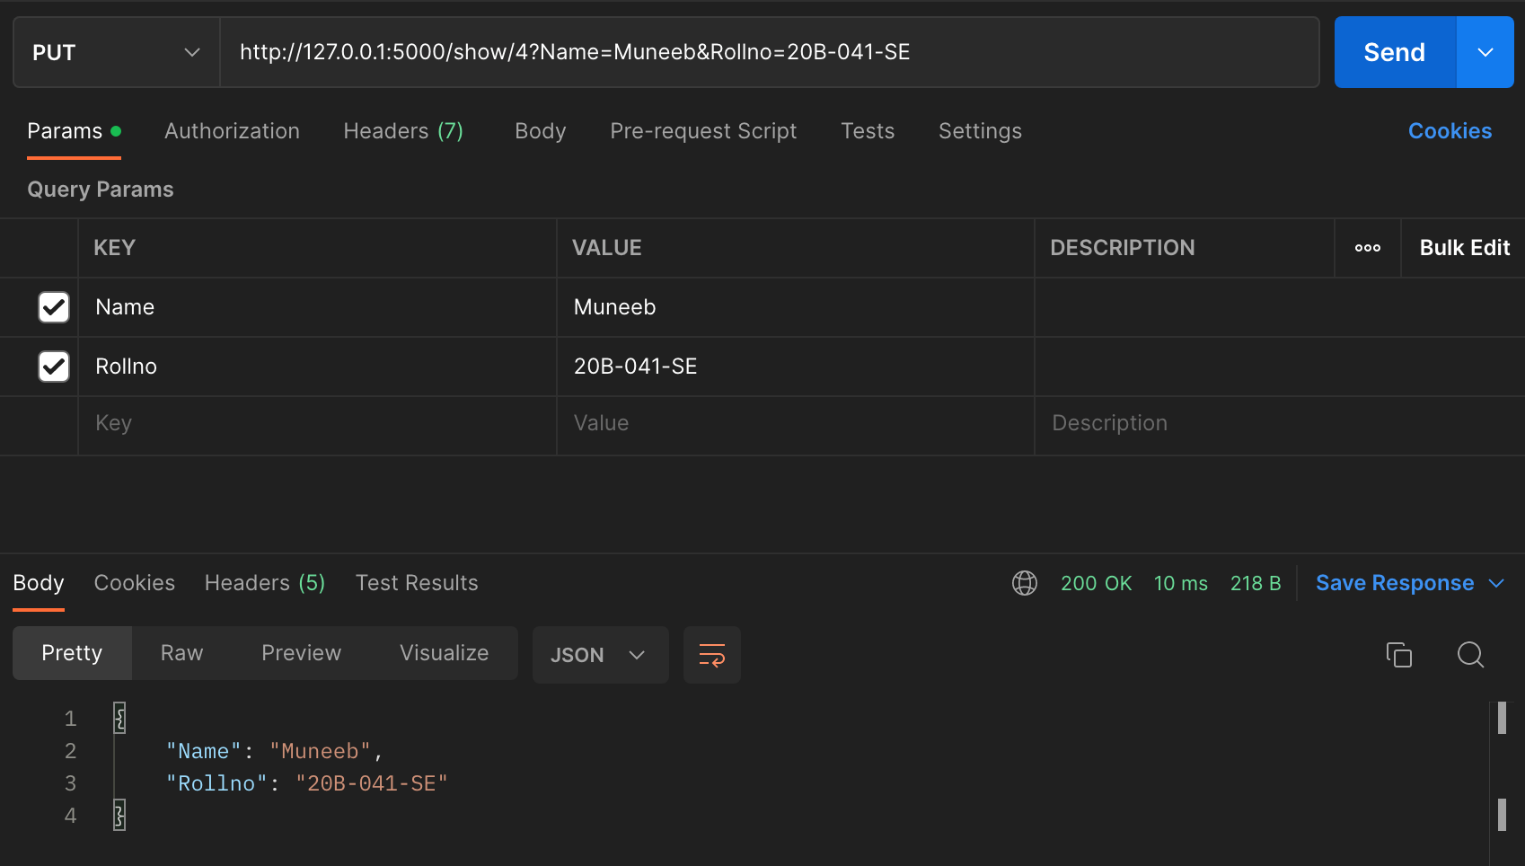 PUT http://127.0.0.1:5000/show/4?Name=Muneeb&Rollno=20B-041-SE Send
Params Authorization Headers (7) Body Pre-request Script Tests Settings Cookies
Query Params
KEY VALUE DESCRIPTION ooo Bulk Edit
Name Muneeb
Rollno 20B-041-SE
Key Value Description
Body Cookies Headers (5) Test Results 200 OK 10 ms 218 B Save Response
Pretty Raw Preview Visualize JSON
1 {
2 "Name": "Muneeb",
3 "Rollno": "20B-041-SE"
4 }